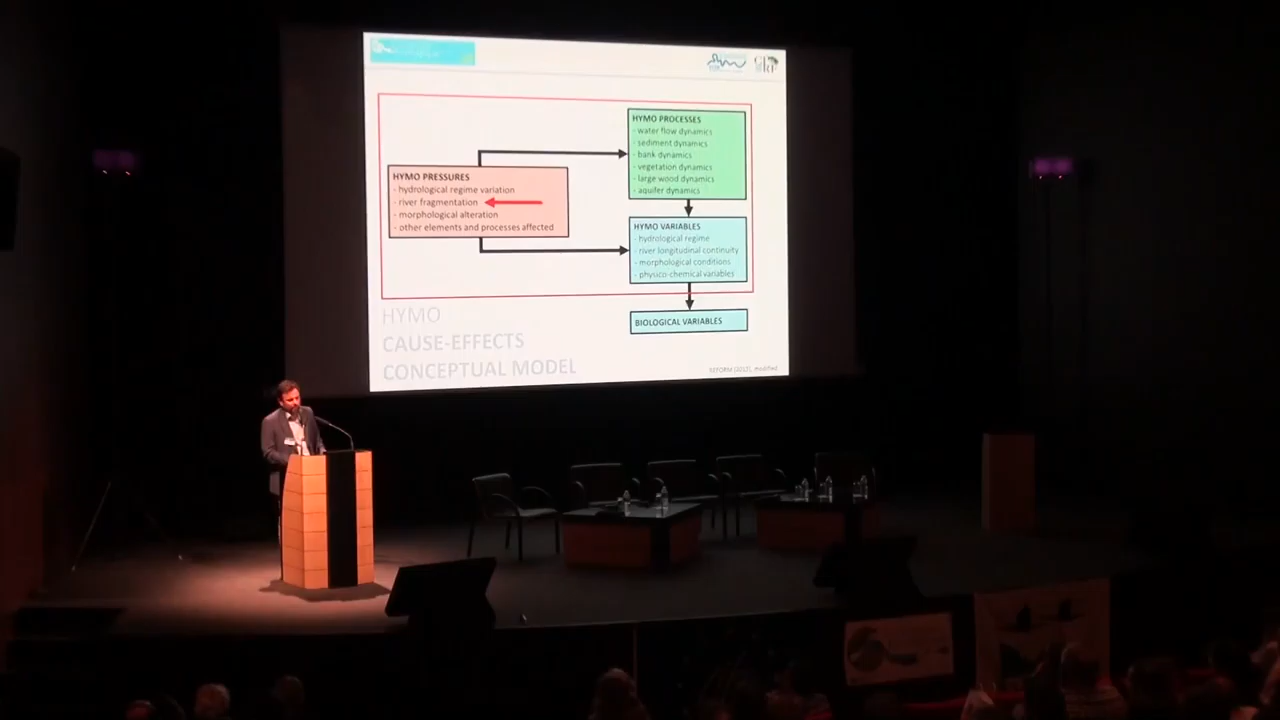 HYMO PRESSURES
- hydrological regime variation
- river fragmentation
- morphological alteration
- other elements and processes affected
HYMO PROCESSES
- water flow dynamics
- sediment dynamics
- bank dynamics
- vegetation dynamics
- large wood dynamics
- aquifer dynamics
HYMO VARIABLES
- hydrological regime
- river longitudinal continuity
- morphological conditions
- physico-chemical variables
BIOLOGICAL VARIABLES
HYMO
CAUSE-EFFECTS
CONCEPTUAL MODEL
modified